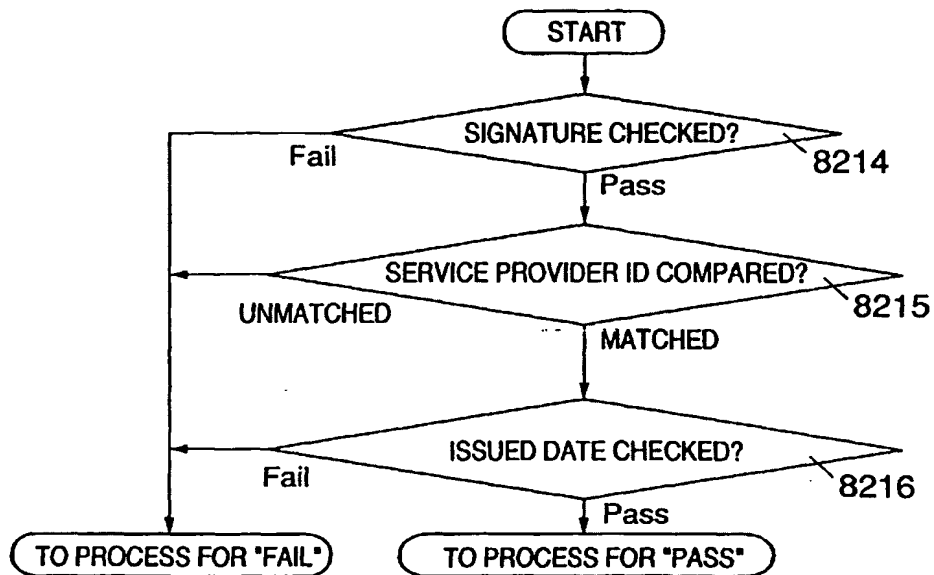 START
SIGNATURE CHECKED?
Fail
8214
Pass
SERVICE PROVIDER ID COMPARED?
UNMATCHED
8215
MATCHED
ISSUED DATE CHECKED?
Fail
8216
Pass
TO PROCESS FOR "FAIL"
TO PROCESS FOR "PASS"